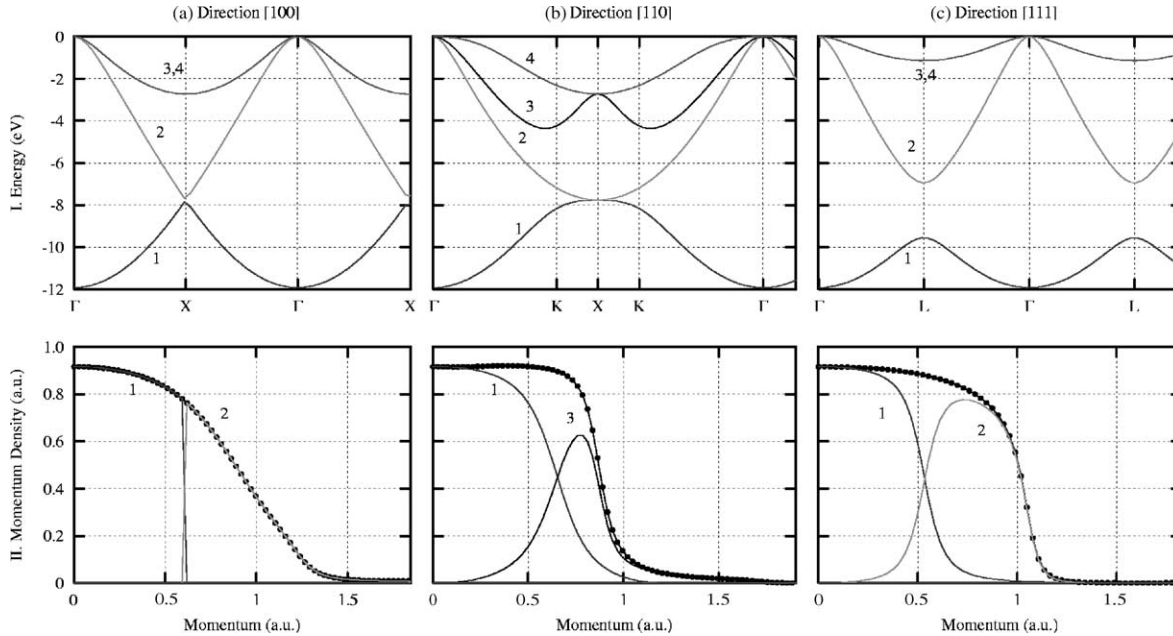 (a) Direction [100]
(b) Direction [110]
(c) Direction [111]
I. Energy (eV)
0
-2
-4
-6
-8
-10
-12
3,4
2
1
Γ X Γ X
4
3
2
1
Γ K X K Γ
3,4
2
1
Γ L Γ L
II. Momentum Density (a.u.)
1.0
0.8
0.6
0.4
0.2
0
1
2
0 0.5 1 1.5
Momentum (a.u.)
1
3
0 0.5 1 1.5
Momentum (a.u.)
1
2
0 0.5 1 1.5
Momentum (a.u.)